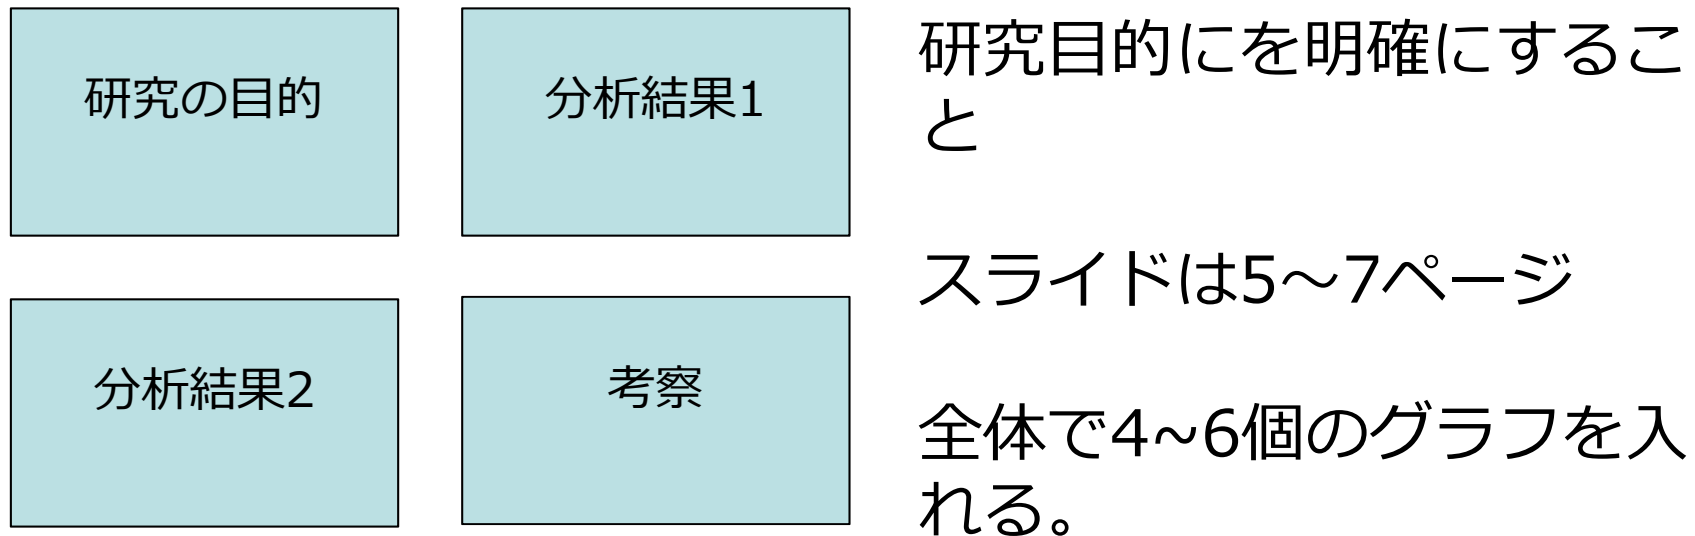 研究の目的
分析結果1
分析結果2
考察
研究目的にを明確にするこ
と
スライドは5～7ページ
全体で4~6個のグラフを入
れる。